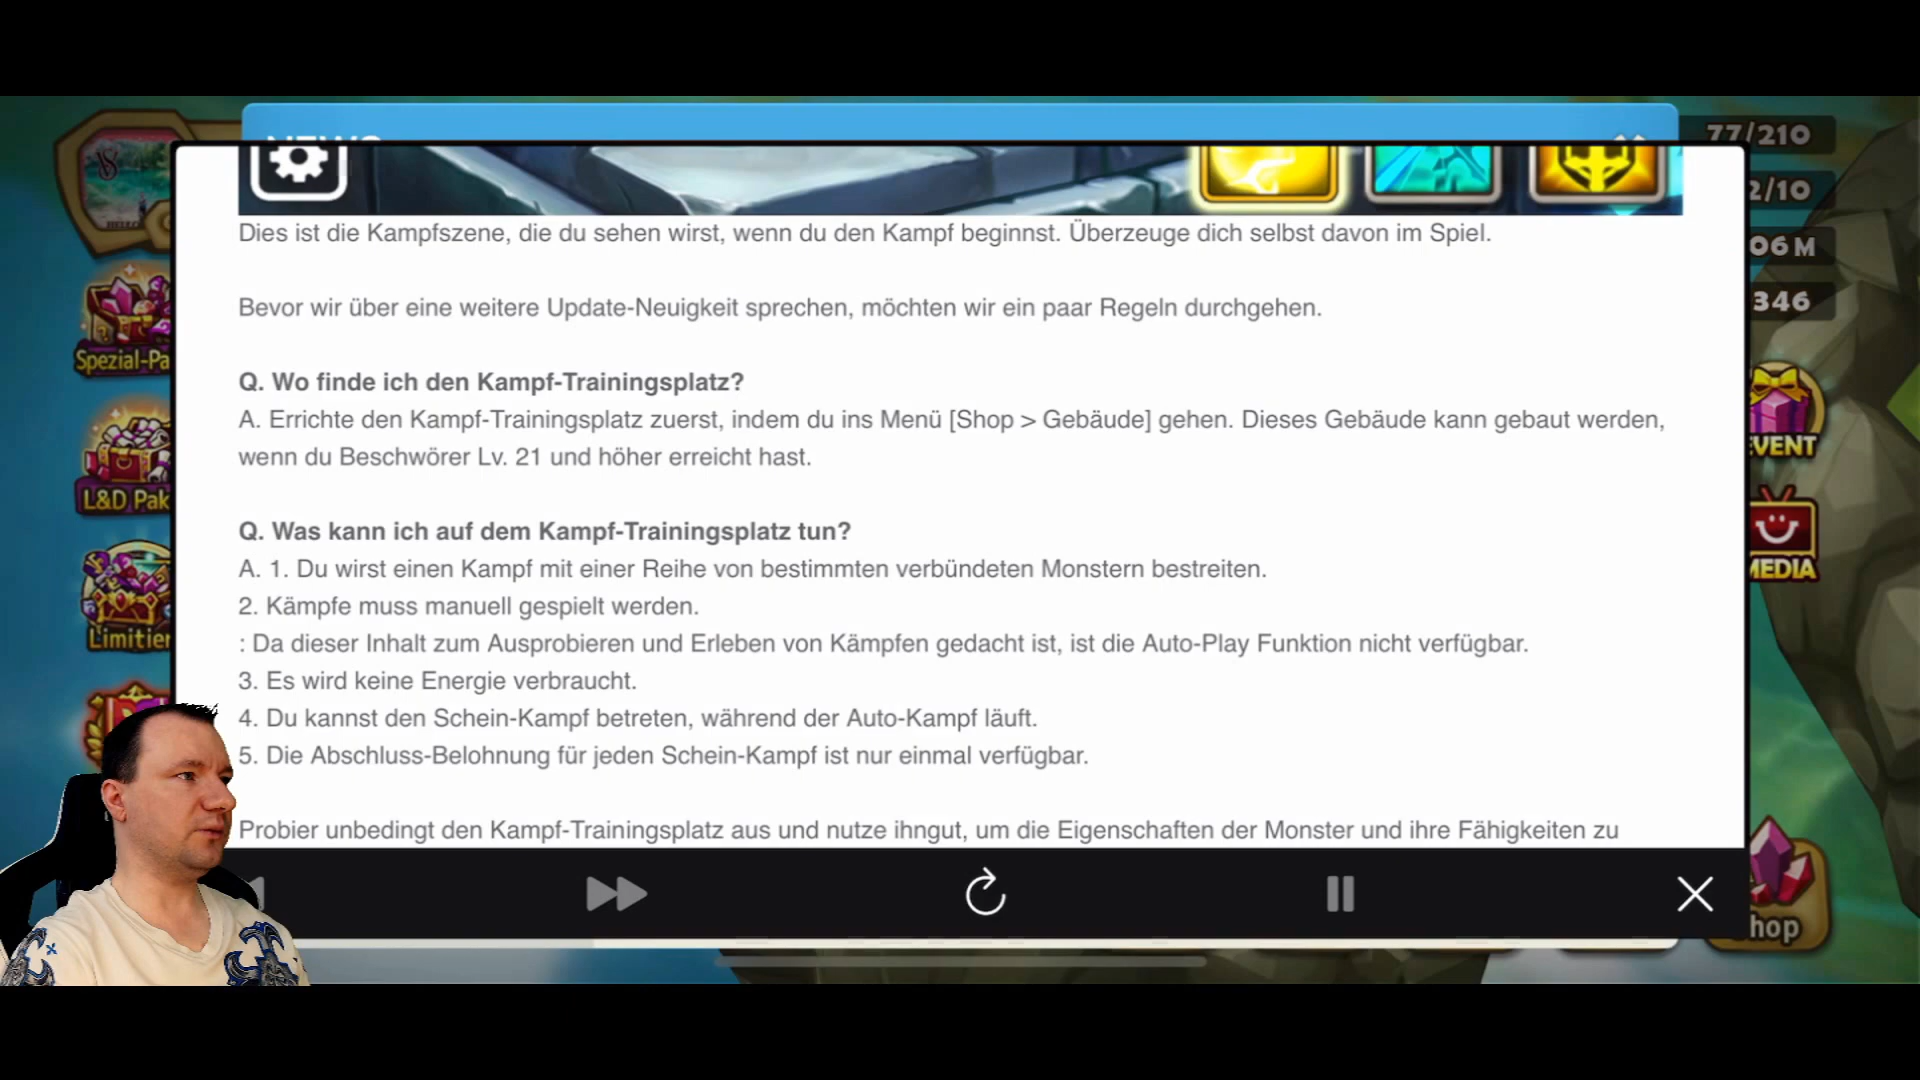 77/210
2/10
06 M
346
Dies ist die Kampfszene, die du sehen wirst, wenn du den Kampf beginnst. Überzeuge dich selbst davon im Spiel.
Bevor wir über eine weitere Update-Neuigkeit sprechen, möchten wir ein paar Regeln durchgehen.
Q. Wo finde ich den Kampf-Trainingsplatz?
A. Errichte den Kampf-Trainingsplatz zuerst, indem du ins Menü [Shop > Gebäude] gehen. Dieses Gebäude kann gebaut werden,
wenn du Beschwörer Lv. 21 und höher erreicht hast.
Q. Was kann ich auf dem Kampf-Trainingsplatz tun?
A. 1. Du wirst einen Kampf mit einer Reihe von bestimmten verbündeten Monstern bestreiten.
2. Kämpfe muss manuell gespielt werden.
: Da dieser Inhalt zum Ausprobieren und Erleben von Kämpfen gedacht ist, ist die Auto-Play Funktion nicht verfügbar.
3. Es wird keine Energie verbraucht.
4. Du kannst den Schein-Kampf betreten, während der Auto-Kampf läuft.
5. Die Abschluss-Belohnung für jeden Schein-Kampf ist nur einmal verfügbar.
Probier unbedingt den Kampf-Trainingsplatz aus und nutze ihngut, um die Eigenschaften der Monster und ihre Fähigkeiten zu
Spezial-Pa
L&D Pak
Limitier
EVENT
MEDIA
hop